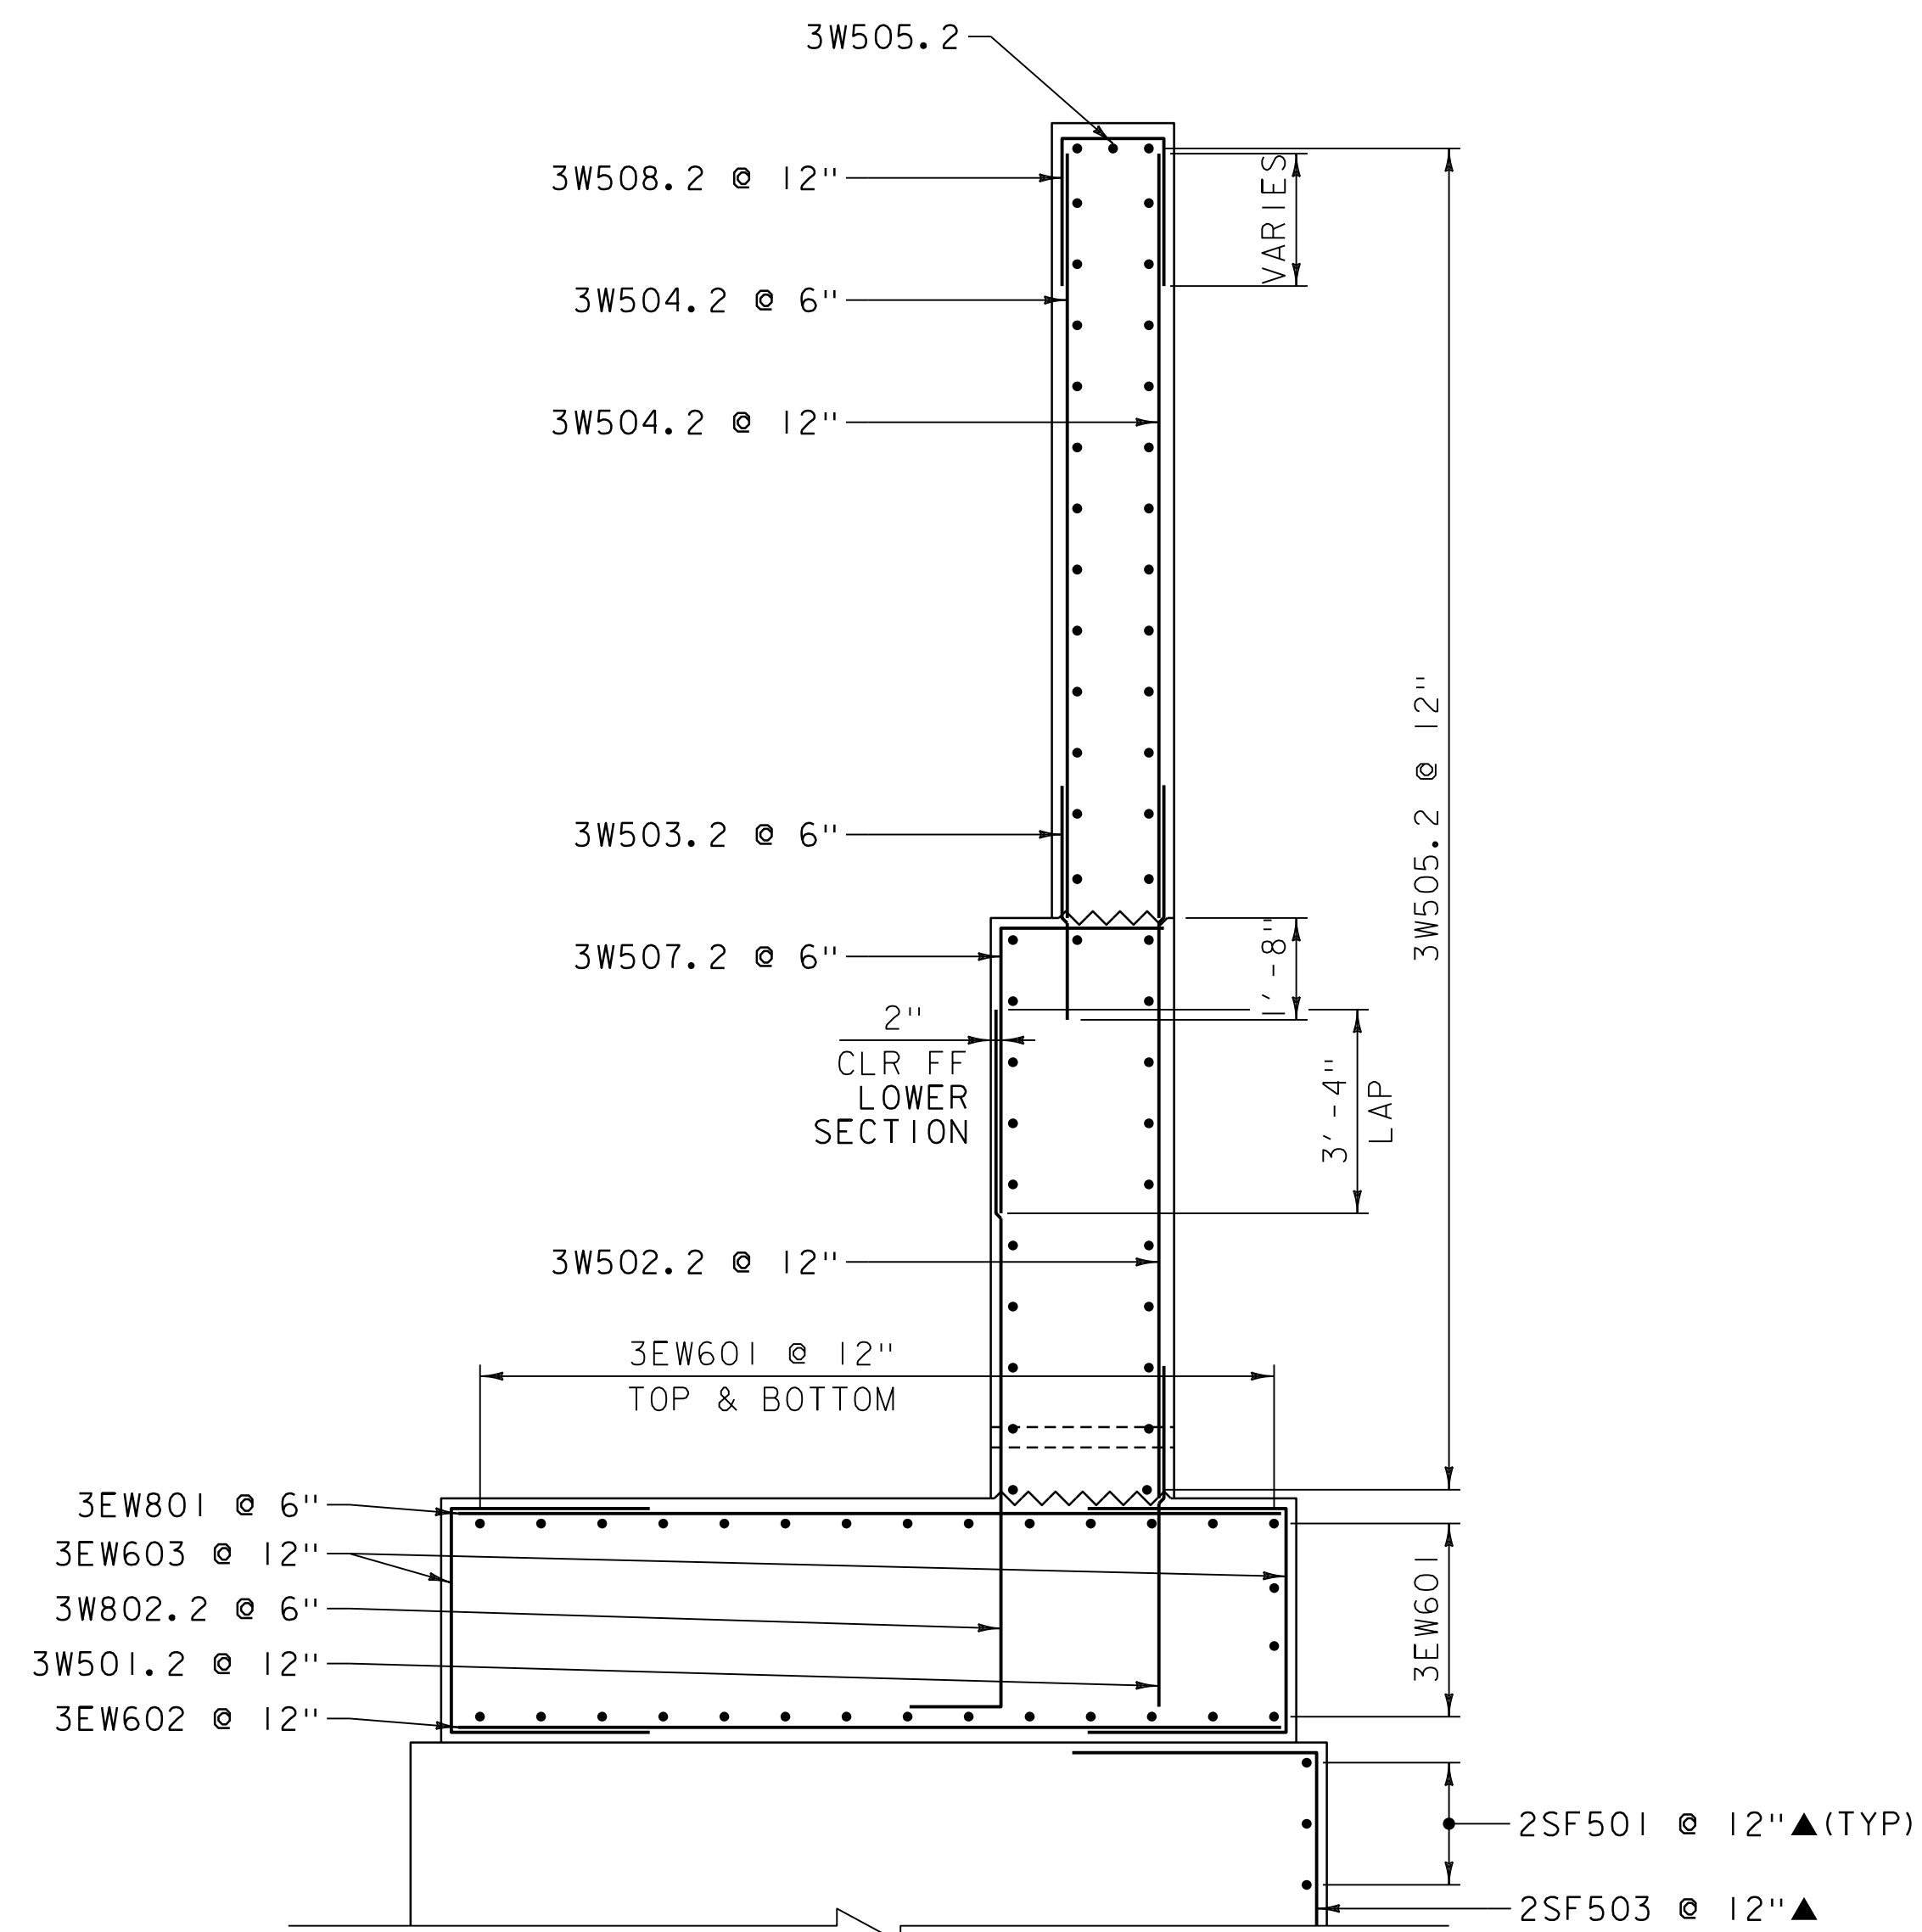 3W505.2
3W508.2 @ 12"
VARIES
3W504.2 @ 6"
3W504.2 @ 12"
3W505.2 @ 12"
3W503.2 @ 6"
3W507.2 @ 6"
1'-8"
2"
CLR FF
LOWER
SECTION
3'-4"
LAP
3W502.2 @ 12"
3EW601 @ 12"
TOP & BOTTOM
3EW801 @ 6"
3EW603 @ 12"
3W802.2 @ 6"
3EW601
3W501.2 @ 12"
3EW602 @ 12"
2SF501 @ 12"▲(TYP)
2SF503 @ 12"▲